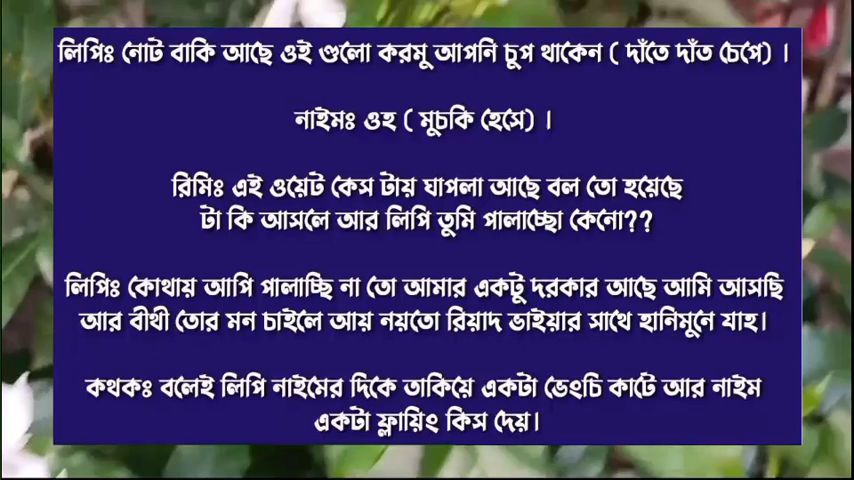 লিপিঃ নোট বাকি আছে ওই গুলো করমু আপনি চুপ থাকেন ( দাঁতে দাঁত চেপে) ।
নাইমঃ ওহ ( মুচকি হেসে) ।
রিমিঃ এই ওয়েট কেস টায় ঘাপলা আছে বল তো হয়েছে
টা কি আসলে আর লিপি তুমি পালাচ্ছো কেনো??
লিপিঃ কোথায় আপি পালাচ্ছি না তো আমার একটু দরকার আছে আমি আসছি
আর বীথী তোর মন চাইলে আয় নয়তো রিয়াদ ভাইয়ার সাথে হানিমুনে যাহ।
কথকঃ বলেই লিপি নাইমের দিকে তাকিয়ে একটা ভেংচি কাটে আর নাইম
একটা ফ্লায়িং কিস দেয়।